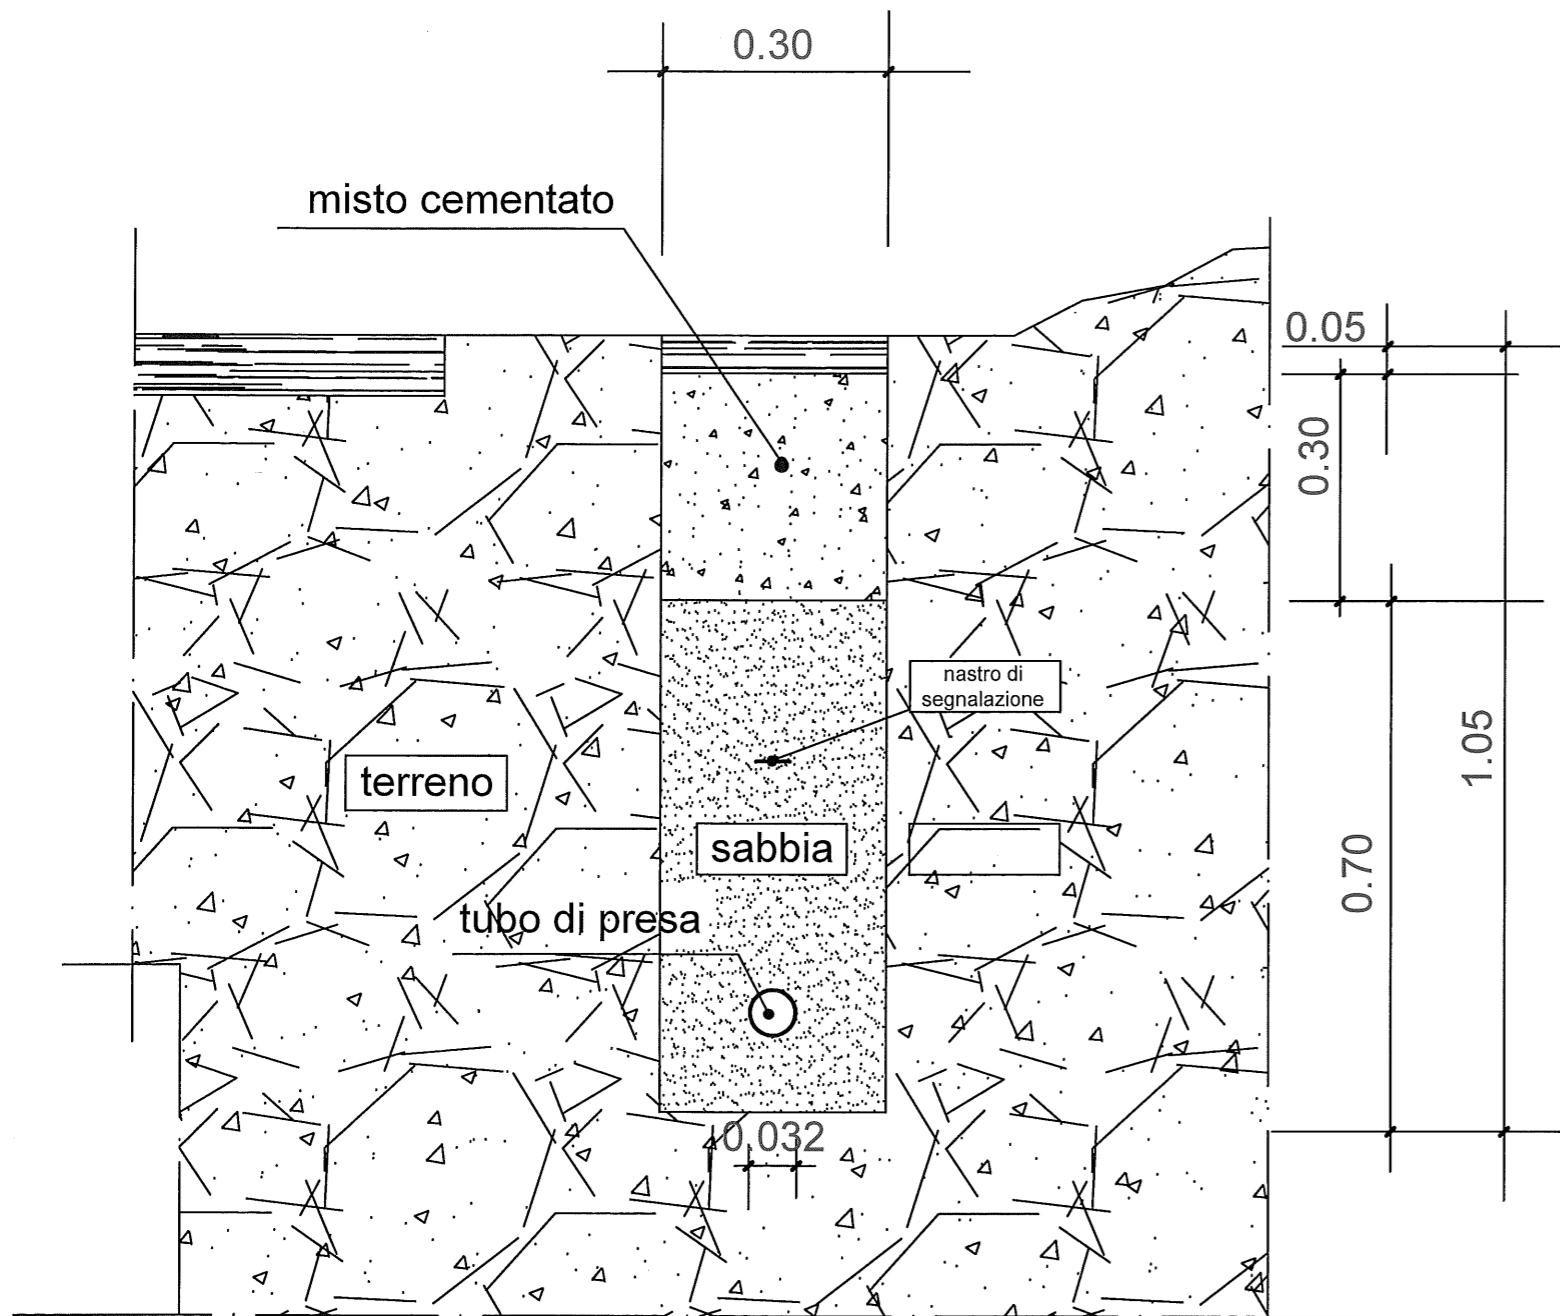 0.30
misto cementato
0.05
0.30
nastro di
segnalazione
1.05
terreno
sabbia
0.70
tubo di presa
0.032